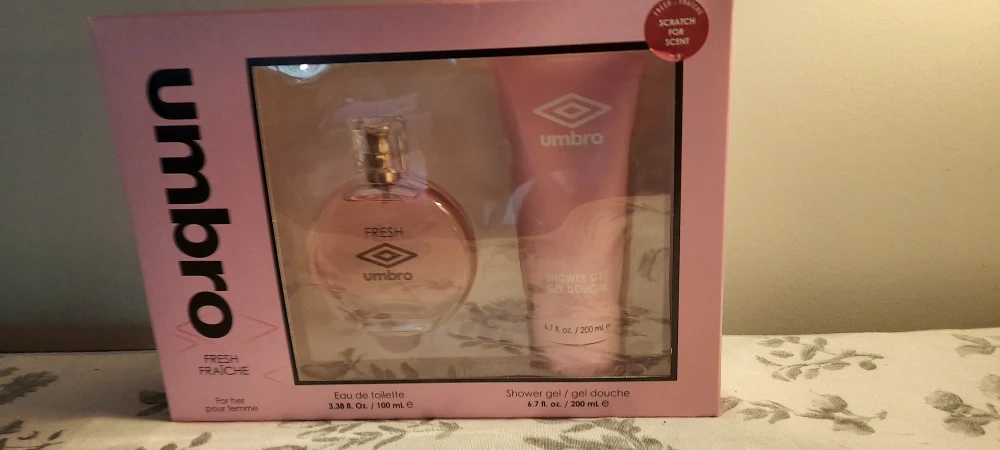 umbro
FRESH
FRAÎCHE
For her
pour femme
FRESH - FRAÎCHE
SCRATCH
FOR
SCENT
FRESH
umbro
umbro
SHOWER GEL
GEL DOUCHE
6.7 fl. oz. / 200 mL e
Eau de toilette
3.38 fl. Oz. / 100 mL e
Shower gel / gel douche
6.7 fl. oz. / 200 mL e